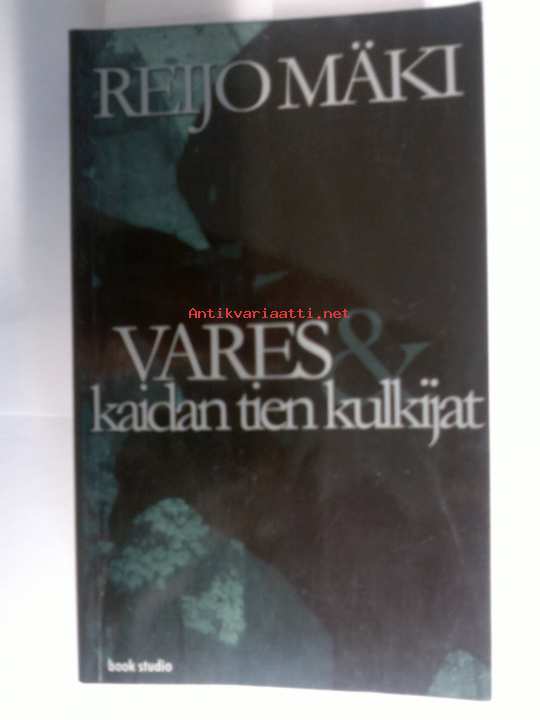 REIJO MÄKI
Antikvariaatti.net
VARES &
kaidan tien kulkijat
book studio